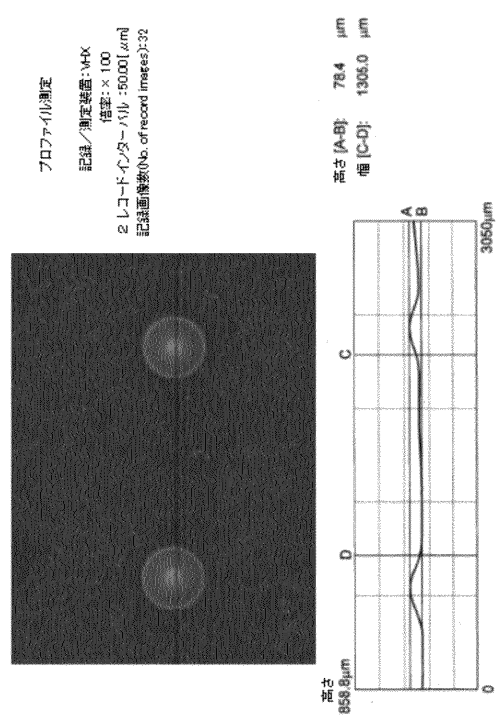 プロファイル測定
記録／測定装置：VHX
倍率：× 100
2 レコードインターバル：50.00[μm]
記録画像数(No. of record images):32
高さ [A-B]: 78.4 μm
幅 [C-D]: 1305.0 μm
高さ
858.8μm
D
C
A
B
0
3050μm